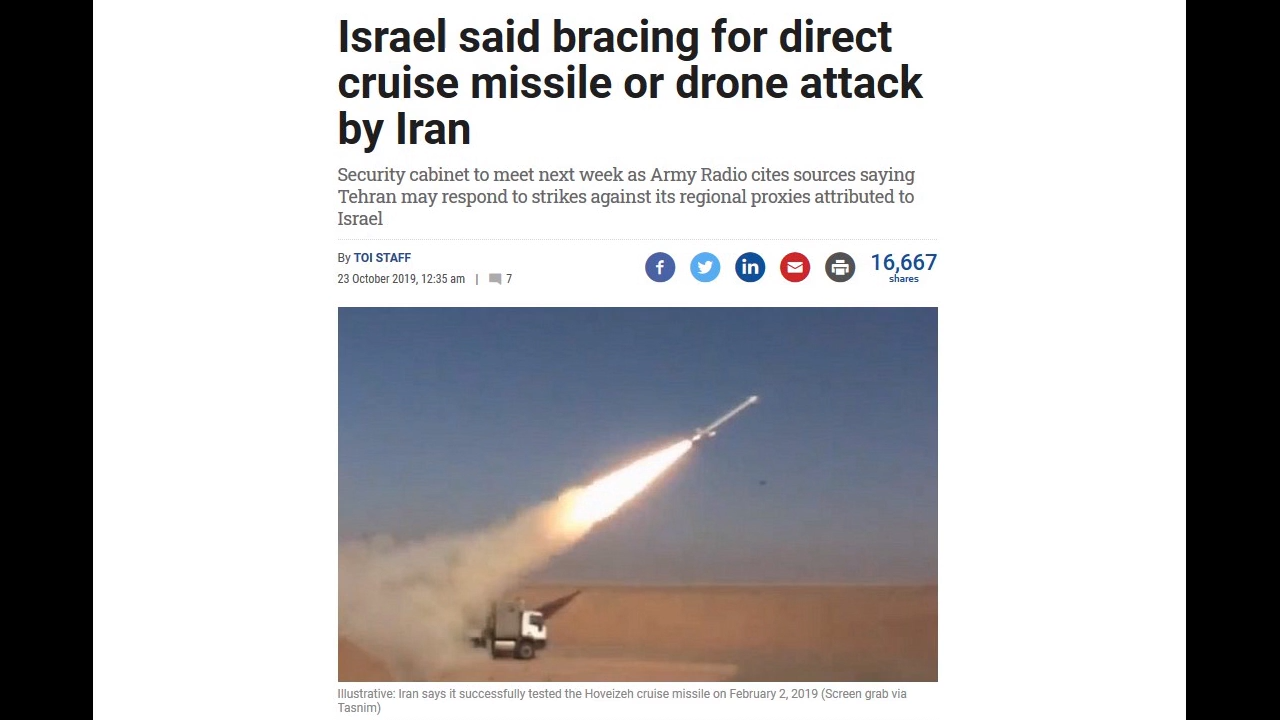 Israel said bracing for direct
cruise missile or drone attack
by Iran
Security cabinet to meet next week as Army Radio cites sources saying
Tehran may respond to strikes against its regional proxies attributed to
Israel
By TOI STAFF
23 October 2019, 12:35 am | 7
f
in
16,667
shares
Illustrative: Iran says it successfully tested the Hoveizeh cruise missile on February 2, 2019 (Screen grab via
Tasnim)